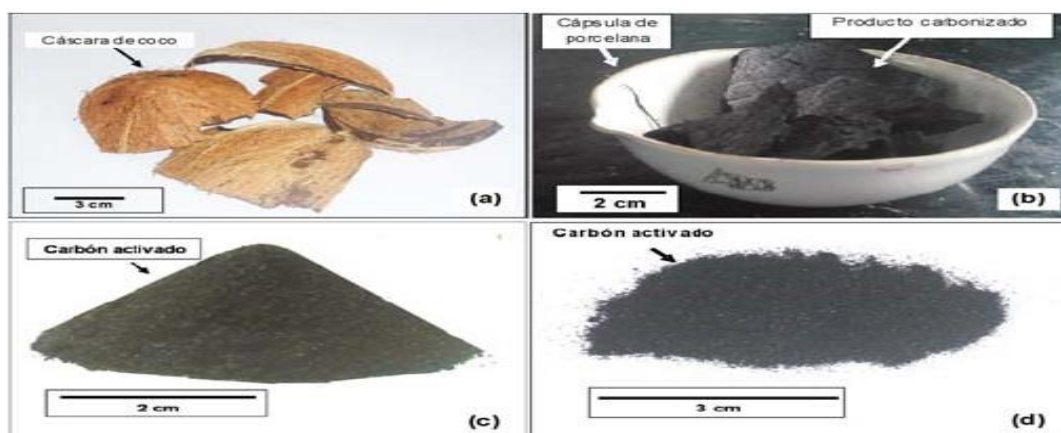 Cáscara de coco
3 cm
(a)
Cápsula de
porcelana
Producto carbonizado
2 cm
(b)
Carbón activado
2 cm
(c)
Carbón activado
3 cm
(d)